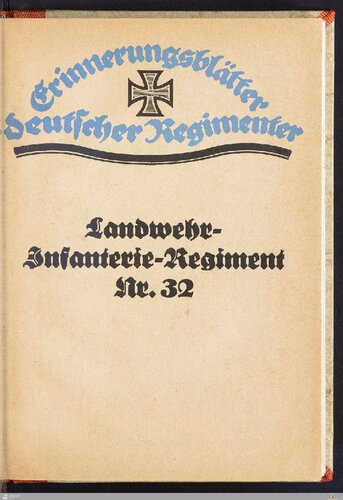 Erinnerungsblätter
deutscher Regimenter
Landwehr-
Infanterie-Regiment
Nr. 32